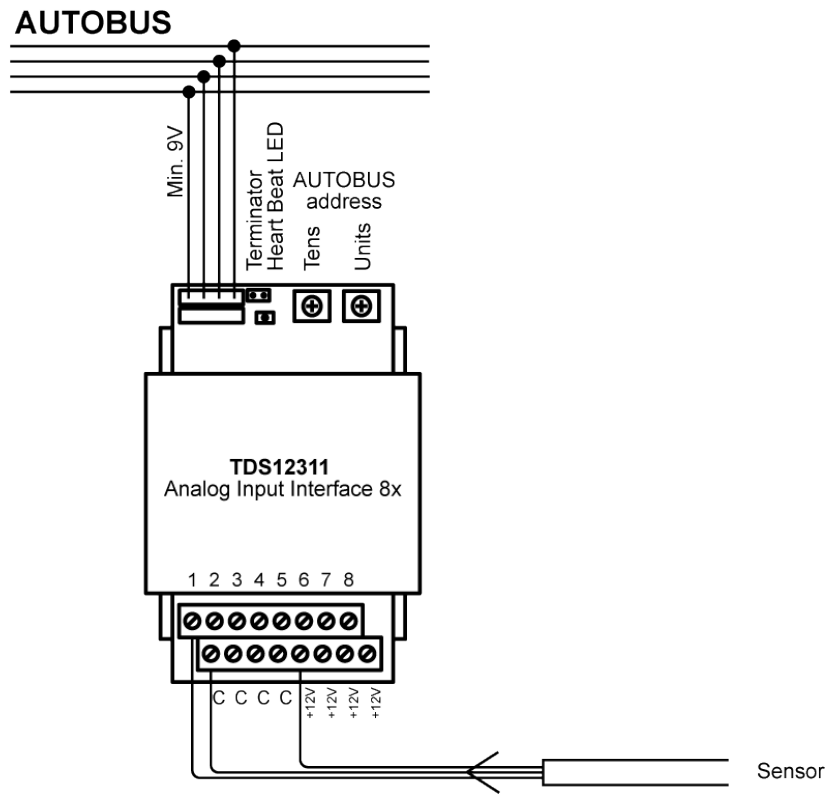 AUTOBUS
Min. 9V
Terminator
Heart Beat LED
AUTOBUS
address
Tens
Units
TDS12311
Analog Input Interface 8x
1 2 3 4 5 6 7 8
C C C C +12V +12V +12V +12V
Sensor